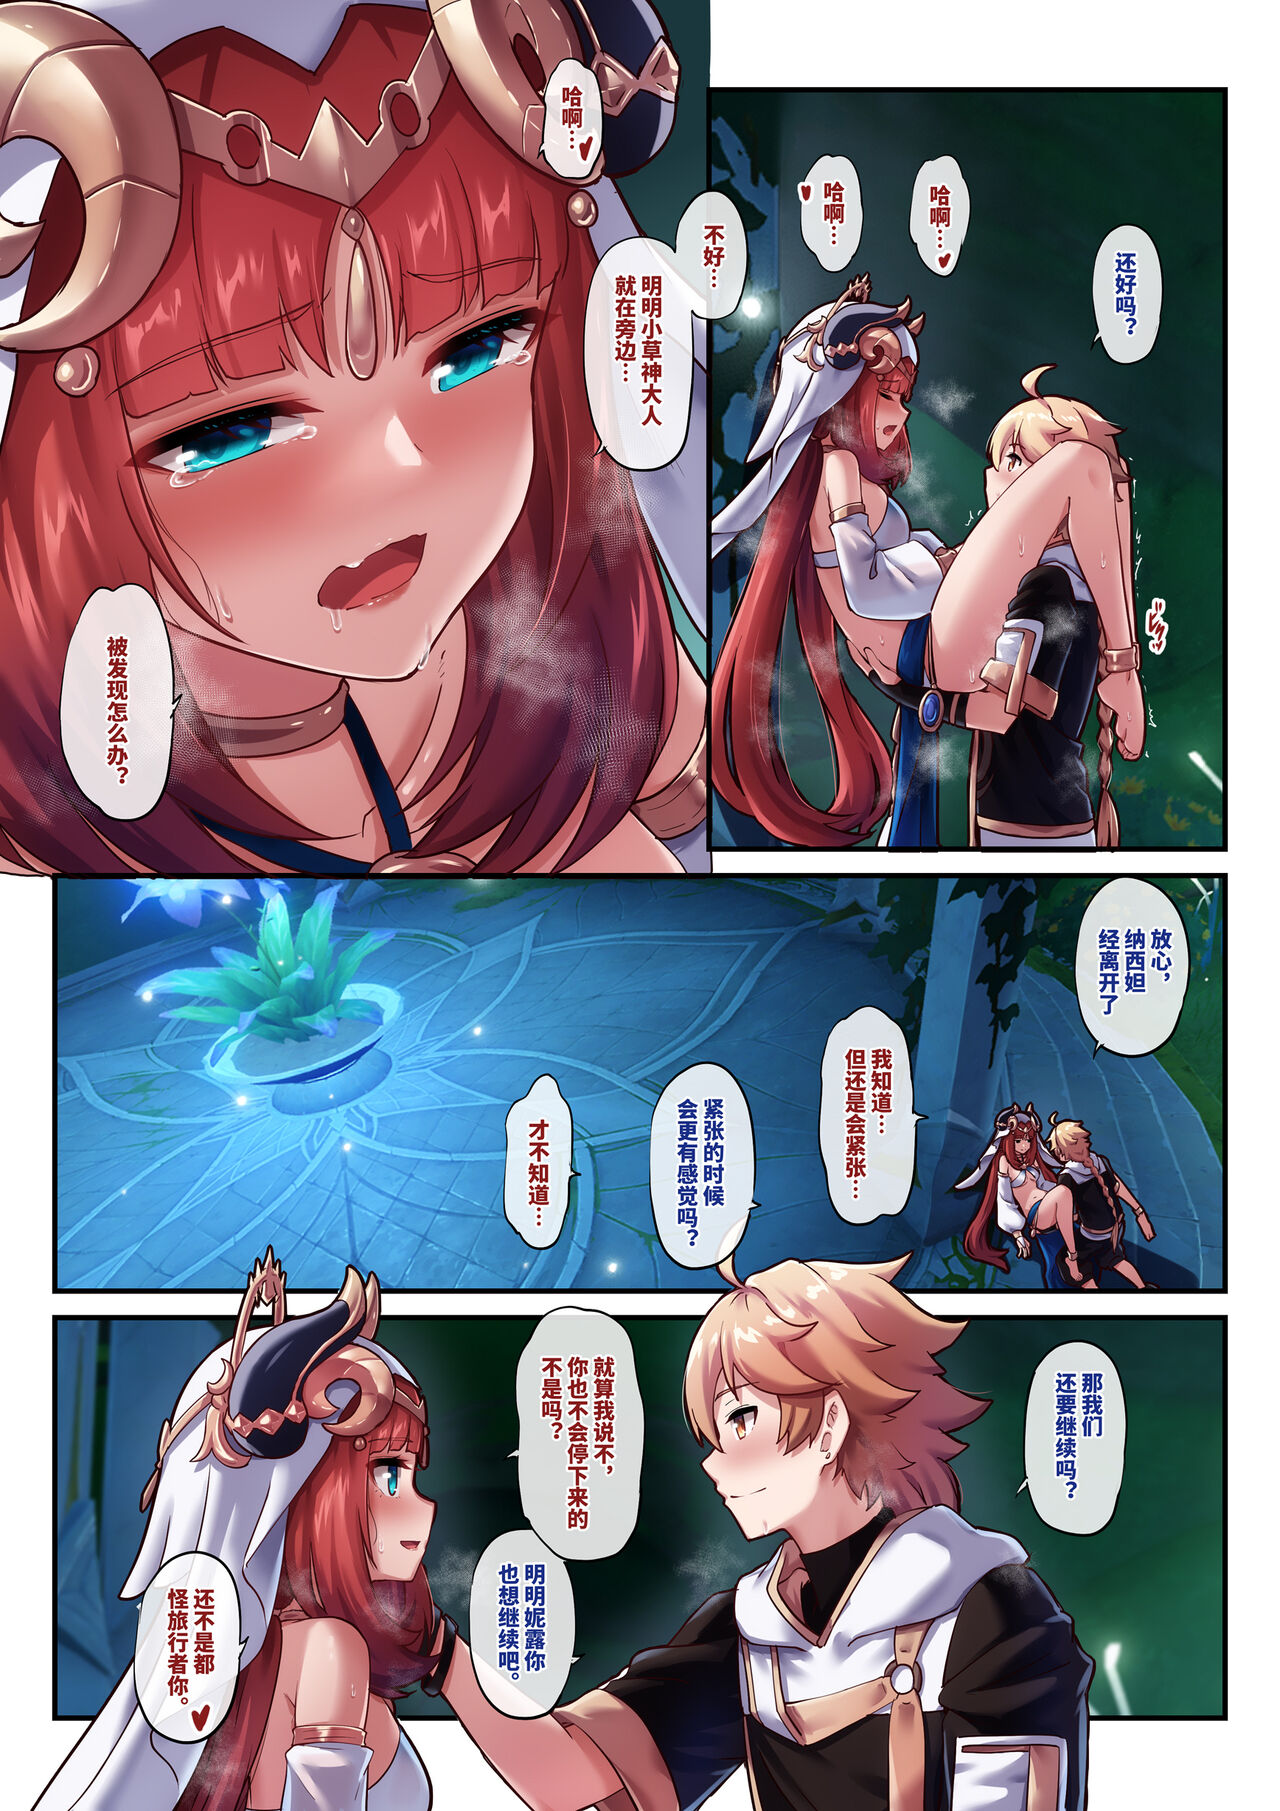 还好吗？
哈啊…
哈啊…
哈啊…
不好…
明明小草神大人
就在旁边…
被发现怎么办？
放心，
纳西妲
经离开了
我知道…
但还是会紧张…
紧张的时候
会更有感觉吗？
才不知道…
那我们
还要继续吗？
就算我说不，
你也不会停下来的
不是吗？
明明妮露你
也想继续吧。
还不是都
怪旅行者你。